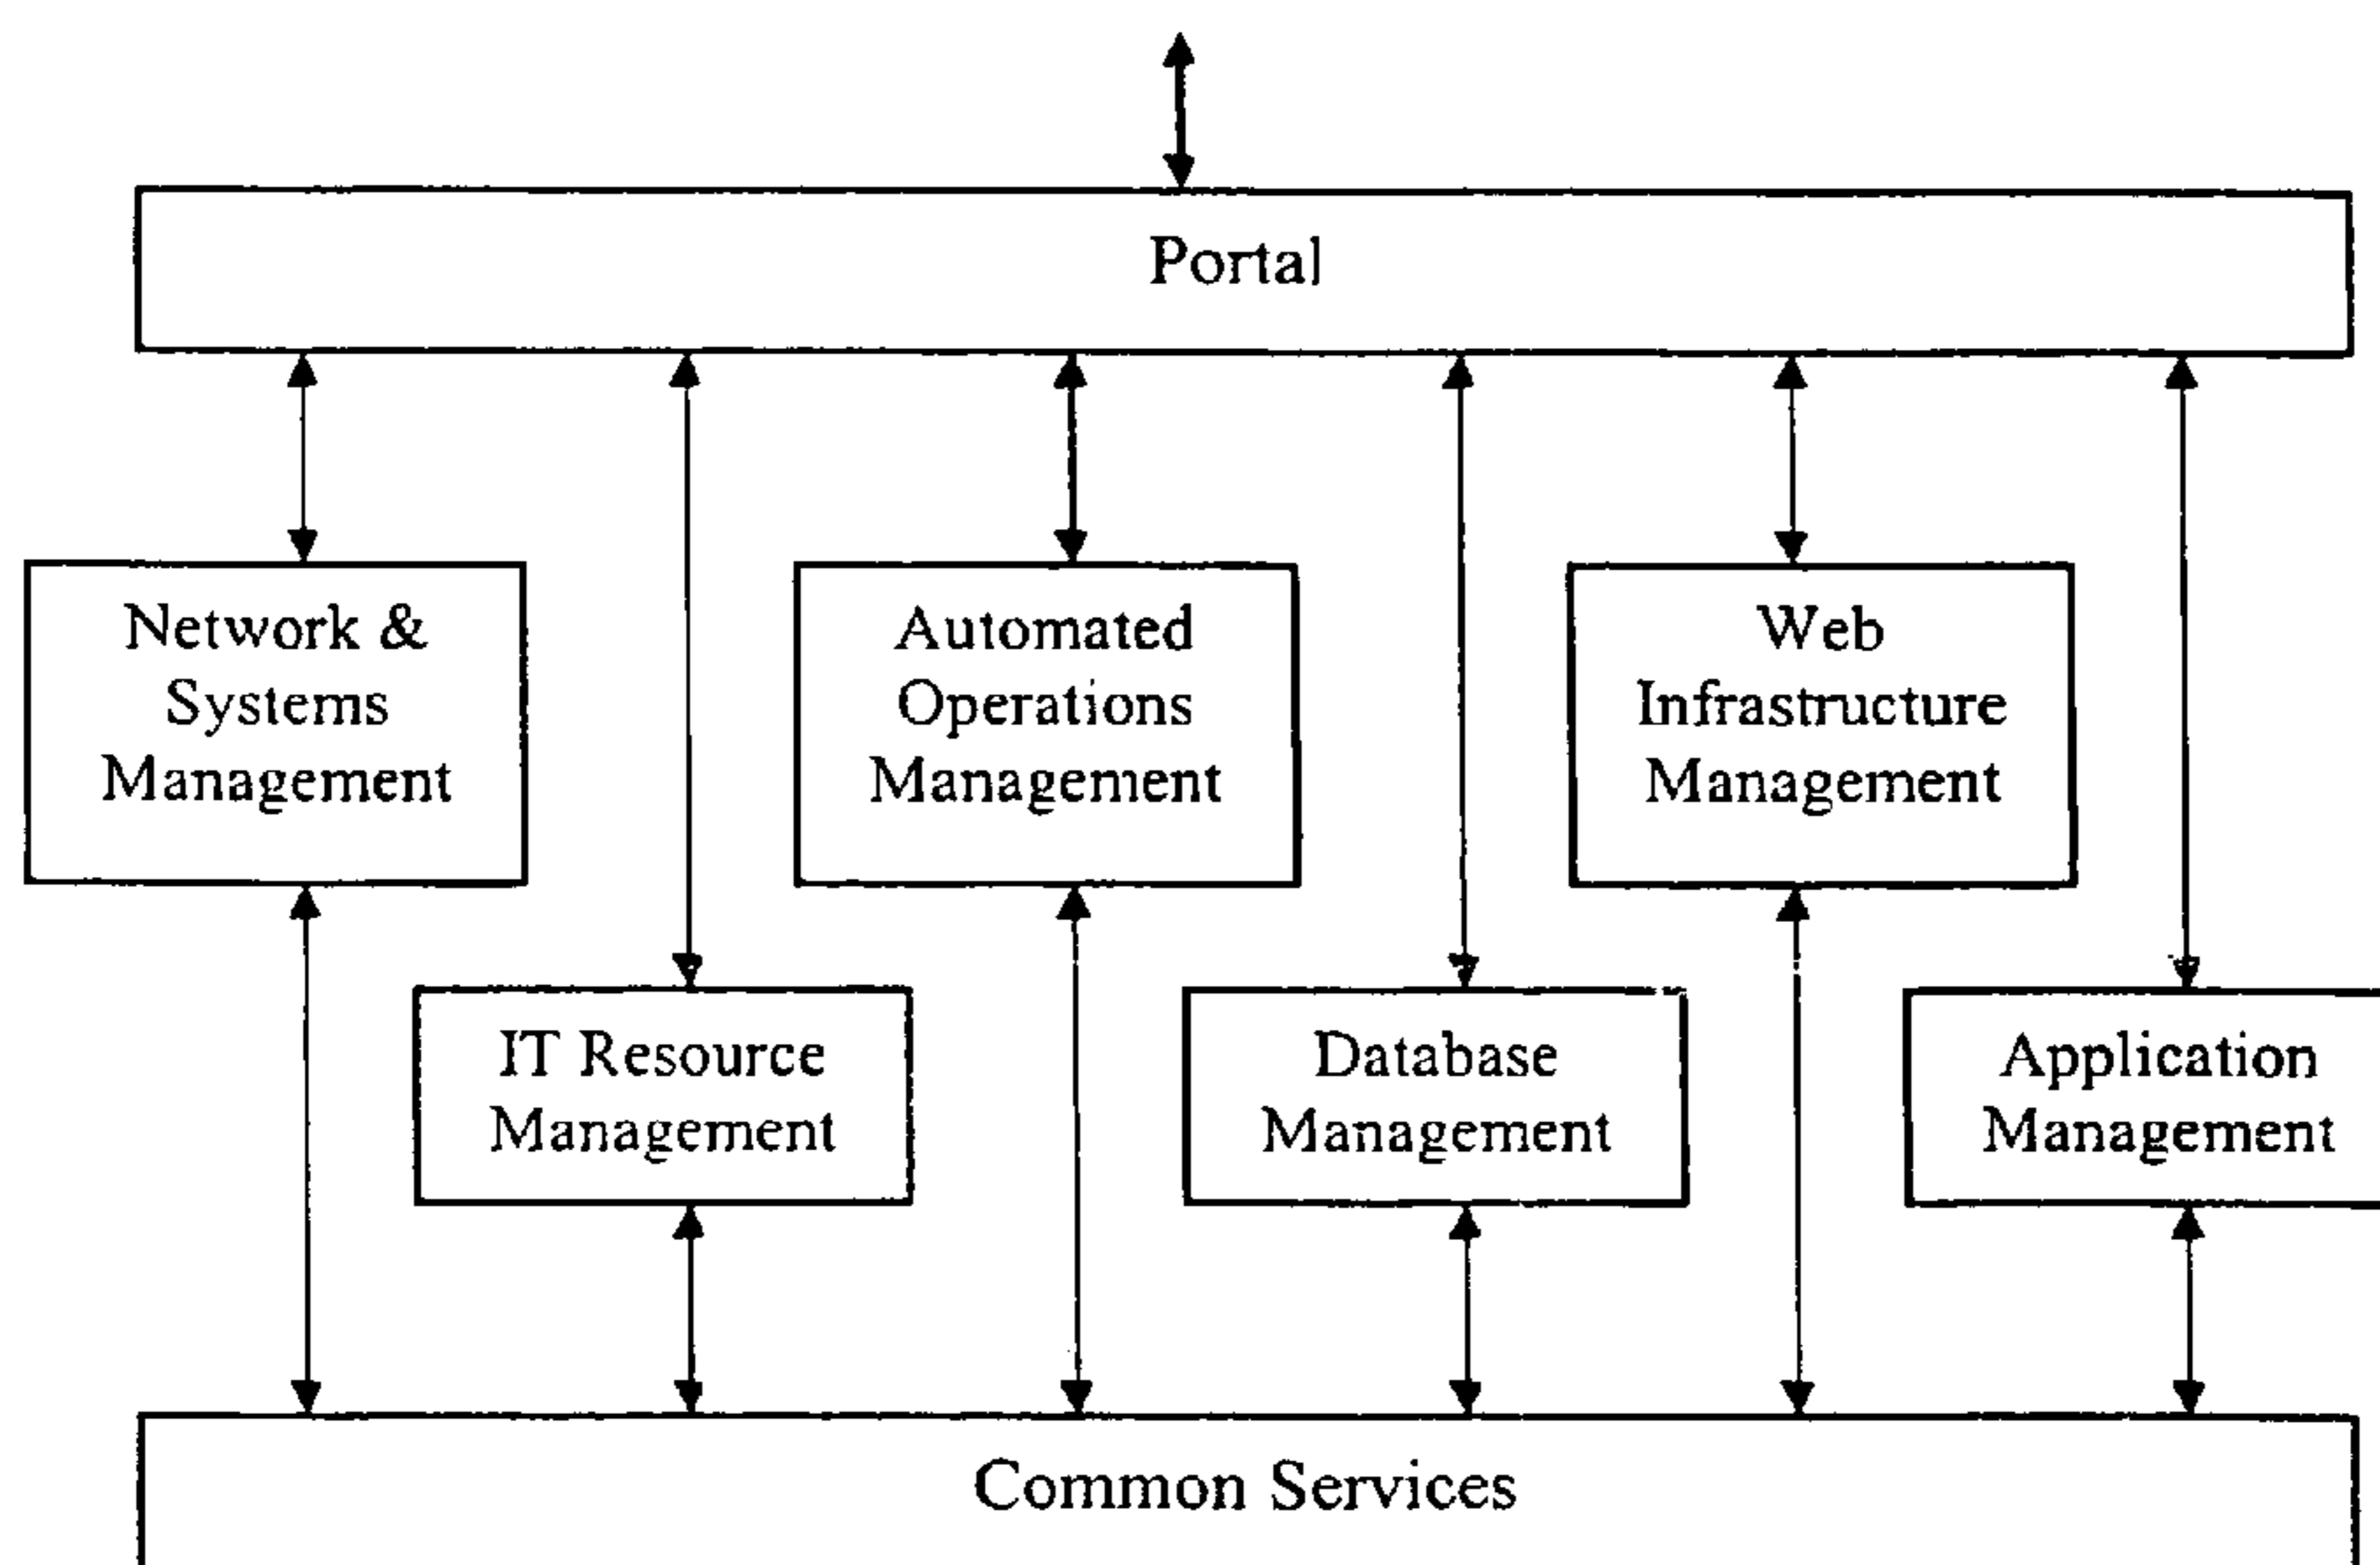 Portal
Network &
Systems
Management
Automated
Operations
Management
Web
Infrastructure
Management
IT Resource
Management
Database
Management
Application
Management
Common Services